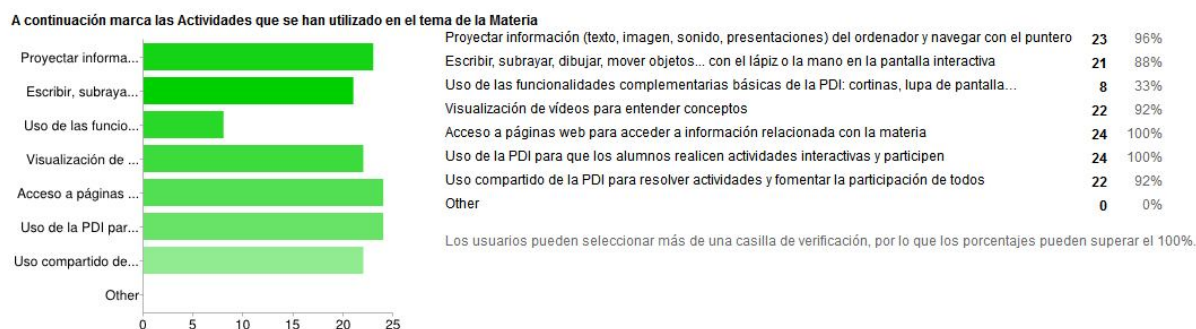 A continuación marca las Actividades que se han utilizado en el tema de la Materia
Proyectar informa...
Escribir, subraya...
Uso de las funcio...
Visualización de ...
Acceso a páginas ...
Uso de la PDI par...
Uso compartido de...
Other
0 5 10 15 20 25
Proyectar información (texto, imagen, sonido, presentaciones) del ordenador y navegar con el puntero 23 96%
Escribir, subrayar, dibujar, mover objetos... con el lápiz o la mano en la pantalla interactiva 21 88%
Uso de las funcionalidades complementarias básicas de la PDI: cortinas, lupa de pantalla... 8 33%
Visualización de vídeos para entender conceptos 22 92%
Acceso a páginas web para acceder a información relacionada con la materia 24 100%
Uso de la PDI para que los alumnos realicen actividades interactivas y participen 24 100%
Uso compartido de la PDI para resolver actividades y fomentar la participación de todos 22 92%
Other 0 0%
Los usuarios pueden seleccionar más de una casilla de verificación, por lo que los porcentajes pueden superar el 100%.